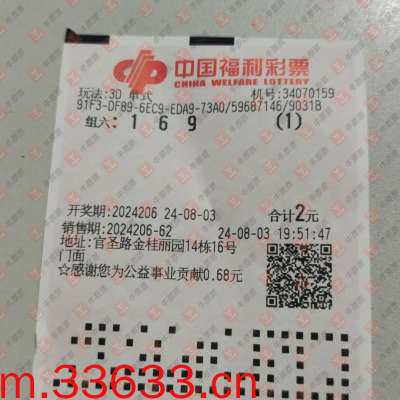 中国福利彩票
CHINA WELFARE LOTTERY
玩法:3D 单式 机号:34070159
91F3-DF89-6EC9-EDA9-73A0/59687146/9031B
组六: 1 6 9 (1)
开奖期:2024206 24-08-03 合计2元
销售期:2024206-62 24-08-03 19:51:47
地址:官圣路金桂丽园14栋16号
门面
☆感谢您为公益事业贡献0.68元
m.33633.cn